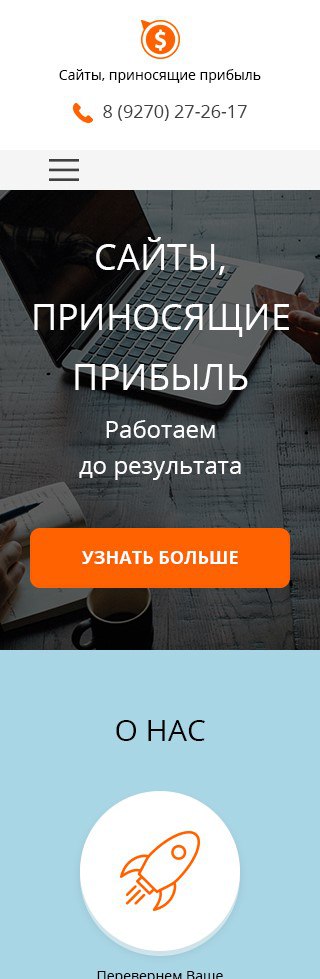 Сайты, приносящие прибыль
8 (9270) 27-26-17
САЙТЫ,
ПРИНОСЯЩИЕ
ПРИБЫЛЬ
Работаем
до результата
УЗНАТЬ БОЛЬШЕ
О НАС
Перевернем Ваше